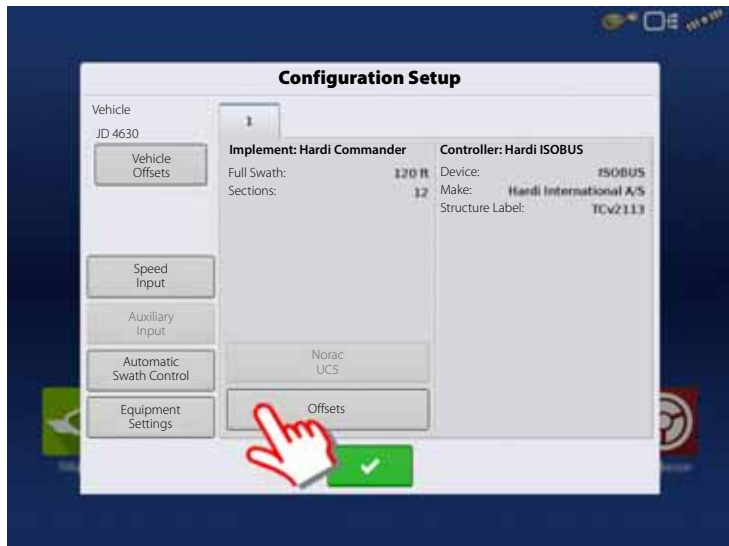 Configuration Setup
Vehicle
JD 4630
Vehicle
Offsets
Speed
Input
Auxiliary
Input
Automatic
Swath Control
Equipment
Settings
1
Implement: Hardi Commander
Full Swath: 120 ft
Sections: 12
Norac
UC5
Offsets
Controller: Hardi ISOBUS
Device: ISOBUS
Make: Hardi International A/S
Structure Label: TCv2113